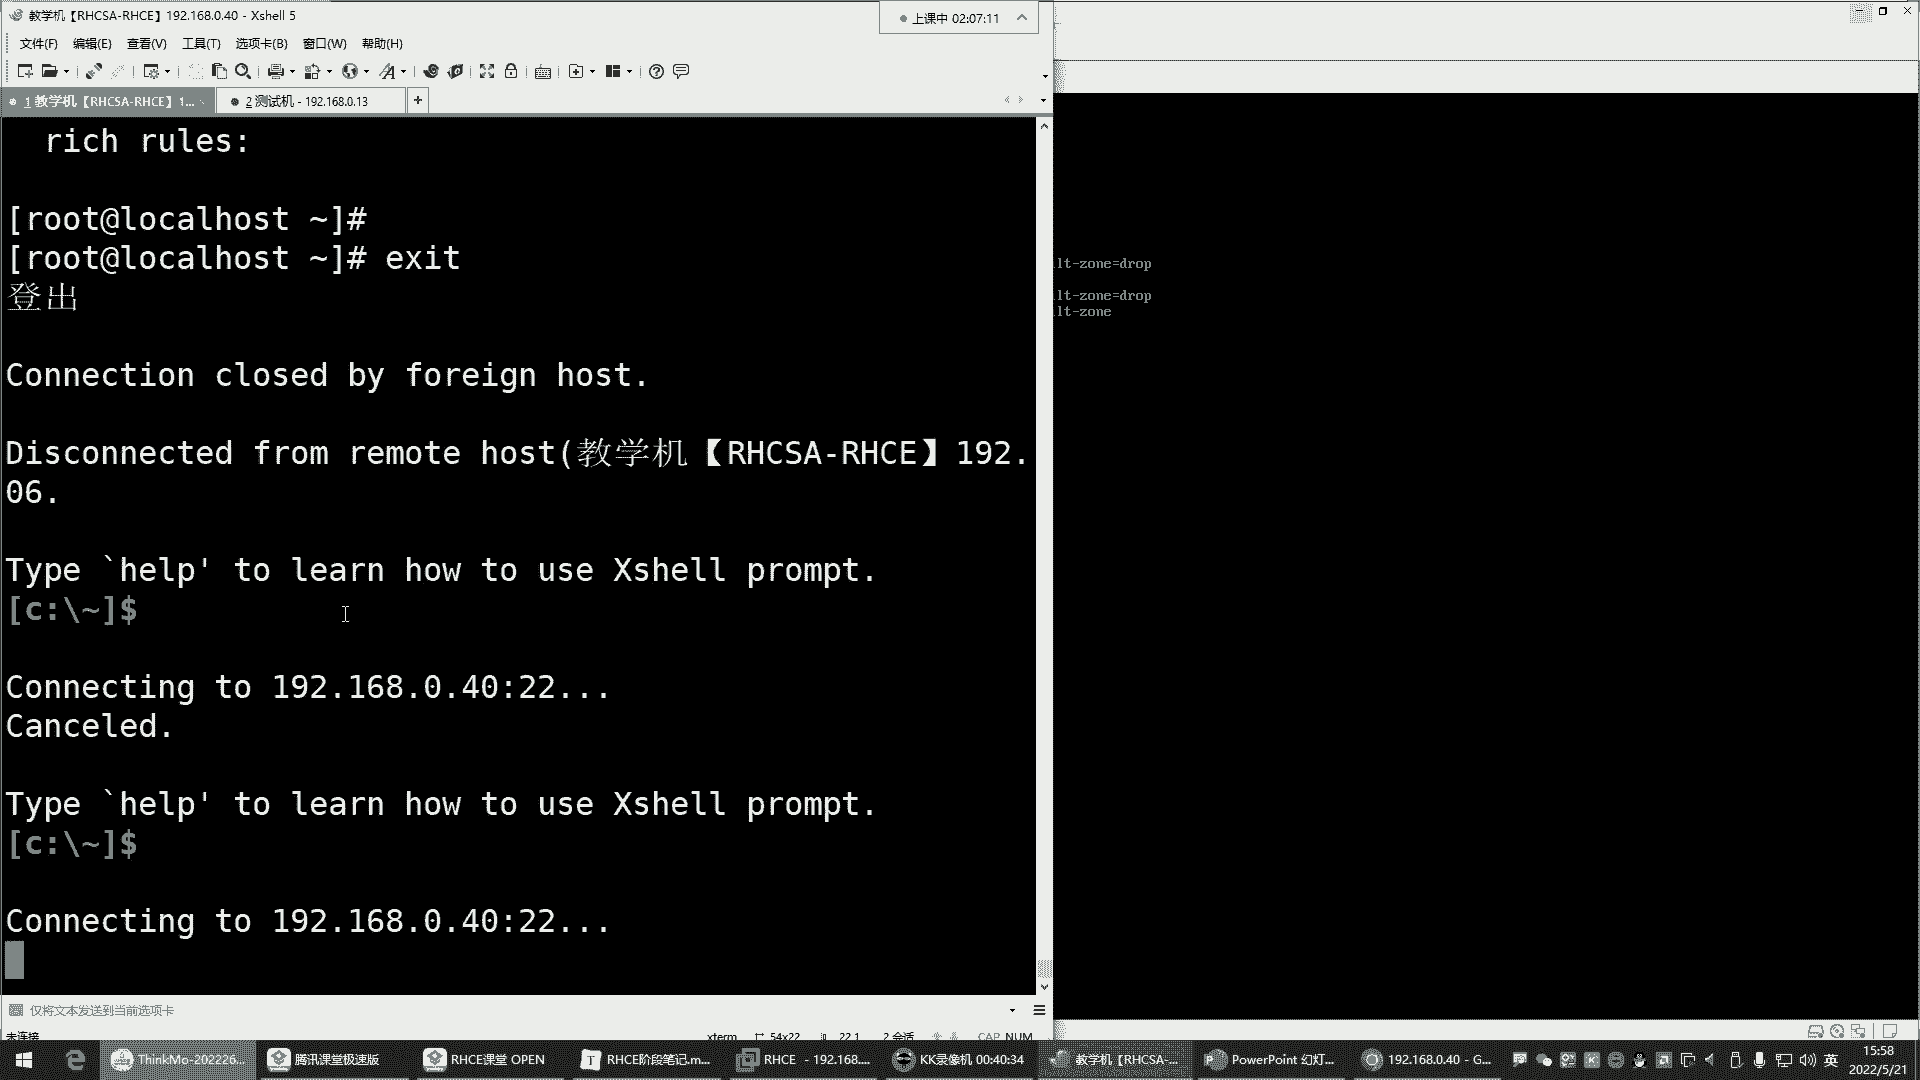 教学机【RHCSA-RHCE】192.168.0.40 - Xshell 5
上课中 02:07:11
文件(F) 编辑(E) 查看(V) 工具(T) 选项卡(B) 窗口(W) 帮助(H)
1 教学机【RHCSA-RHCE】1...
2 测试机 - 192.168.0.13
rich rules:
[root@localhost ~]#
[root@localhost ~]# exit
登出
Connection closed by foreign host.
Disconnected from remote host(教学机【RHCSA-RHCE】192.
06.
Type `help' to learn how to use Xshell prompt.
[c:\~]$
Connecting to 192.168.0.40:22...
Canceled.
Type `help' to learn how to use Xshell prompt.
[c:\~]$
Connecting to 192.168.0.40:22...
lt-zone=drop
lt-zone=drop
lt-zone
仅将文本发送到当前选项卡
未连接
xterm 54x22 22,1 2 会话 CAP NUM
ThinkMo-202226...
腾讯课堂极速版
RHCE课堂 OPEN
RHCE阶段笔记.m...
RHCE - 192.168....
KK录像机 00:40:34
教学机【RHCSA-...
PowerPoint 幻灯...
192.168.0.40 - G...
英
15:58
2022/5/21